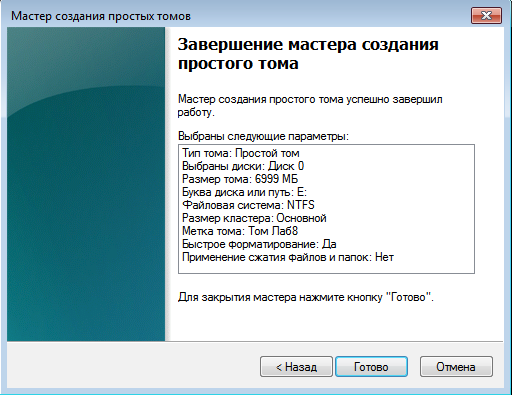 Мастер создания простых томов
Завершение мастера создания
простого тома
Мастер создания простого тома успешно завершил
работу.
Выбраны следующие параметры:
Тип тома: Простой том
Выбраны диски: Диск 0
Размер тома: 6999 МБ
Буква диска или путь: E:
Файловая система: NTFS
Размер кластера: Основной
Метка тома: Том Лаб8
Быстрое форматирование: Да
Применение сжатия файлов и папок: Нет
Для закрытия мастера нажмите кнопку "Готово".
< Назад
Готово
Отмена